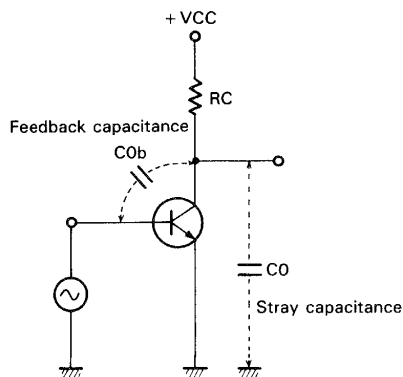 +VCC
RC
Feedback capacitance
COb
CO
Stray capacitance